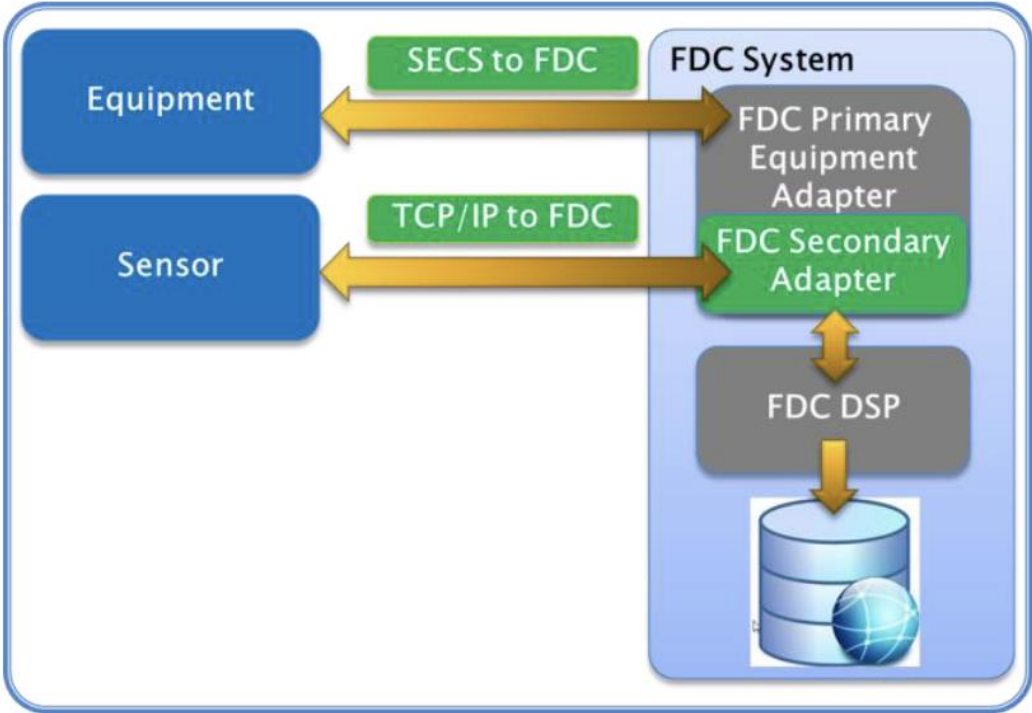 Equipment
SECS to FDC
FDC System
FDC Primary
Equipment
Adapter
Sensor
TCP/IP to FDC
FDC Secondary
Adapter
FDC DSP